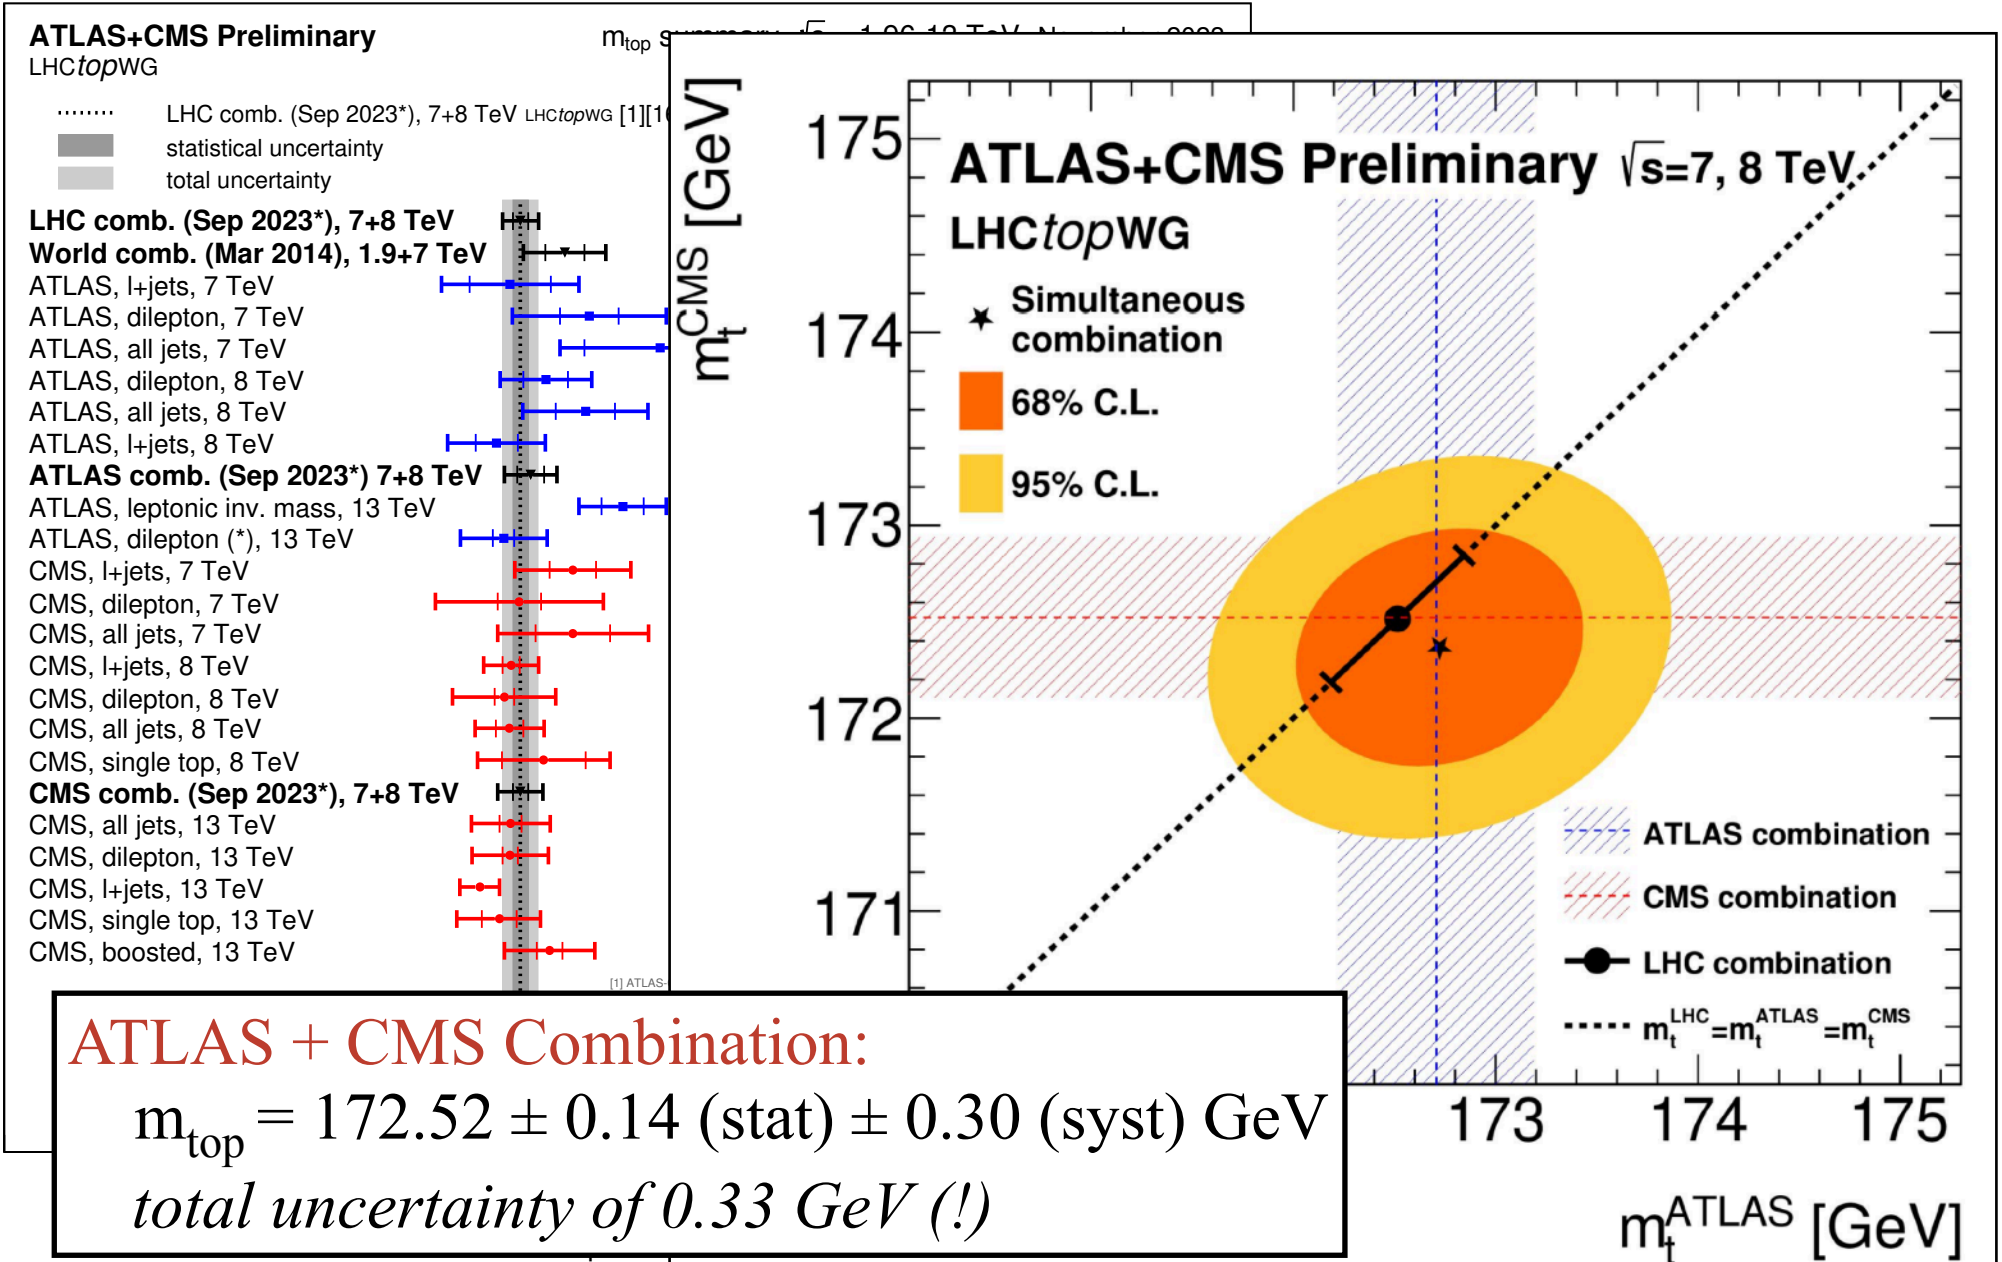 ATLAS+CMS Preliminary
LHCtopWG
m_top
LHC comb. (Sep 2023*), 7+8 TeV LHCtopWG [1]
statistical uncertainty
total uncertainty
LHC comb. (Sep 2023*), 7+8 TeV
World comb. (Mar 2014), 1.9+7 TeV
ATLAS, l+jets, 7 TeV
ATLAS, dilepton, 7 TeV
ATLAS, all jets, 7 TeV
ATLAS, dilepton, 8 TeV
ATLAS, all jets, 8 TeV
ATLAS, l+jets, 8 TeV
ATLAS comb. (Sep 2023*) 7+8 TeV
ATLAS, leptonic inv. mass, 13 TeV
ATLAS, dilepton (*), 13 TeV
CMS, l+jets, 7 TeV
CMS, dilepton, 7 TeV
CMS, all jets, 7 TeV
CMS, l+jets, 8 TeV
CMS, dilepton, 8 TeV
CMS, all jets, 8 TeV
CMS, single top, 8 TeV
CMS comb. (Sep 2023*), 7+8 TeV
CMS, all jets, 13 TeV
CMS, dilepton, 13 TeV
CMS, l+jets, 13 TeV
CMS, single top, 13 TeV
CMS, boosted, 13 TeV
[1] ATLAS-
m_t^CMS [GeV]
175
174
173
172
171
ATLAS+CMS Preliminary √s=7, 8 TeV
LHCtopWG
Simultaneous
combination
68% C.L.
95% C.L.
ATLAS combination
CMS combination
LHC combination
m_t^LHC=m_t^ATLAS=m_t^CMS
173 174 175
m_t^ATLAS [GeV]
ATLAS + CMS Combination:
m_top = 172.52 ± 0.14 (stat) ± 0.30 (syst) GeV
total uncertainty of 0.33 GeV (!)